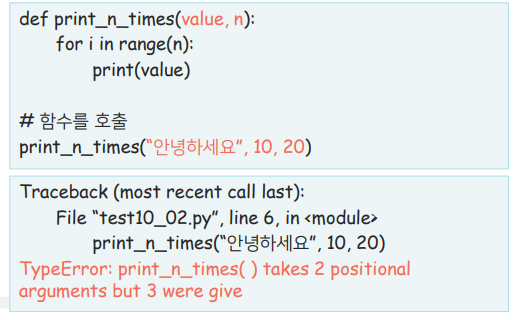 def print_n_times(value, n):
for i in range(n):
print(value)
# 함수를 호출
print_n_times(“안녕하세요”, 10, 20)
Traceback (most recent call last):
File “test10_02.py”, line 6, in <module>
print_n_times(“안녕하세요”, 10, 20)
TypeError: print_n_times( ) takes 2 positional
arguments but 3 were give